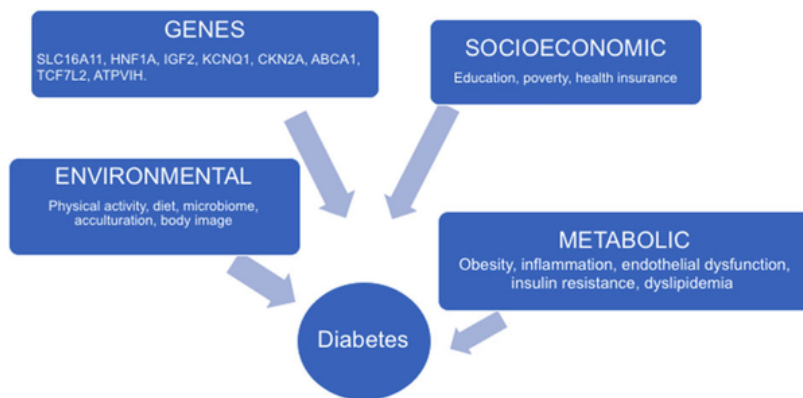 GENES
SLC16A11, HNF1A, IGF2, KCNQ1, CKN2A, ABCA1,
TCF7L2, ATPVIH.
SOCIOECONOMIC
Education, poverty, health insurance
ENVIRONMENTAL
Physical activity, diet, microbiome,
acculturation, body image
METABOLIC
Obesity, inflammation, endothelial dysfunction,
insulin resistance, dyslipidemia
Diabetes